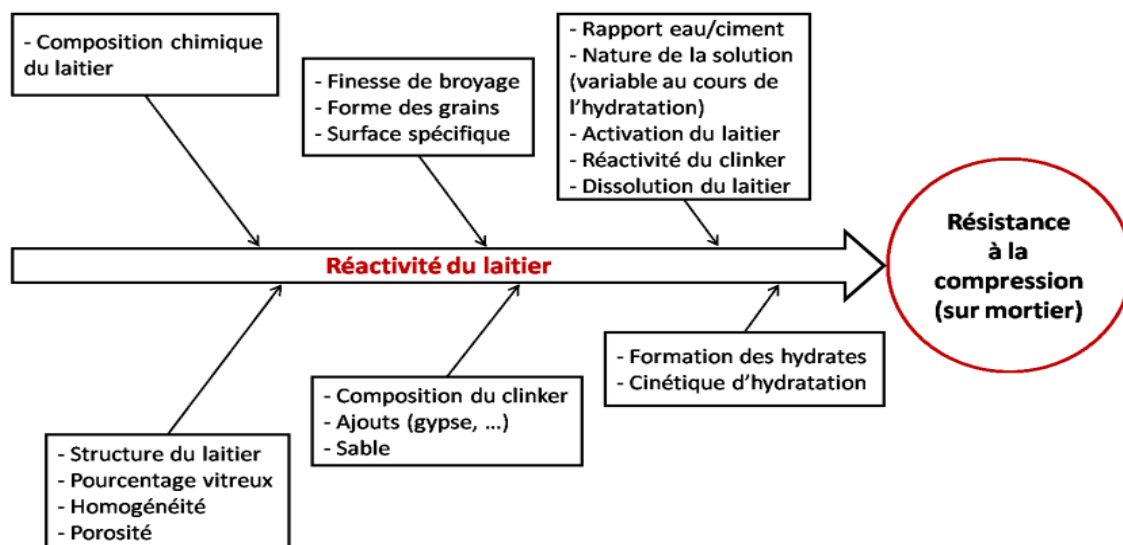 - Composition chimique
du laitier
- Finesse de broyage
- Forme des grains
- Surface spécifique
- Rapport eau/ciment
- Nature de la solution
(variable au cours de
l'hydratation)
- Activation du laitier
- Réactivité du clinker
- Dissolution du laitier
Réactivité du laitier
Résistance
à la
compression
(sur mortier)
- Structure du laitier
- Pourcentage vitreux
- Homogénéité
- Porosité
- Composition du clinker
- Ajouts (gypse, ...)
- Sable
- Formation des hydrates
- Cinétique d'hydratation